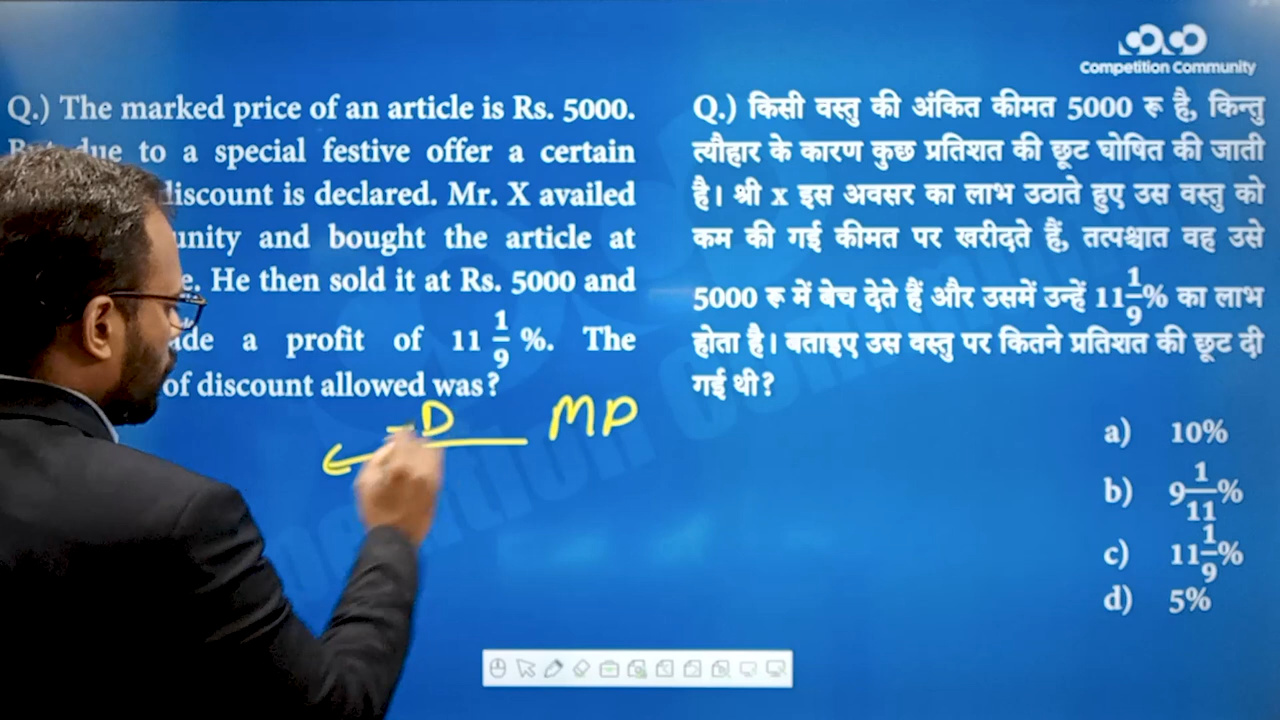 Competition Community
Q.) The marked price of an article is Rs. 5000.
due to a special festive offer a certain
discount is declared. Mr. X availed
and bought the article at
He then sold it at Rs. 5000 and
a profit of 11 1/9 %. The
of discount allowed was?
-D MP
Q.) किसी वस्तु की अंकित कीमत 5000 रू है, किन्तु
त्यौहार के कारण कुछ प्रतिशत की छूट घोषित की जाती
है। श्री x इस अवसर का लाभ उठाते हुए उस वस्तु को
कम की गई कीमत पर खरीदते हैं, तत्पश्चात वह उसे
5000 रू में बेच देते हैं और उसमें उन्हें 11 1/9% का लाभ
होता है। बताइए उस वस्तु पर कितने प्रतिशत की छूट दी
गई थी?
a) 10%
b) 9 1/11%
c) 11 1/9%
d) 5%